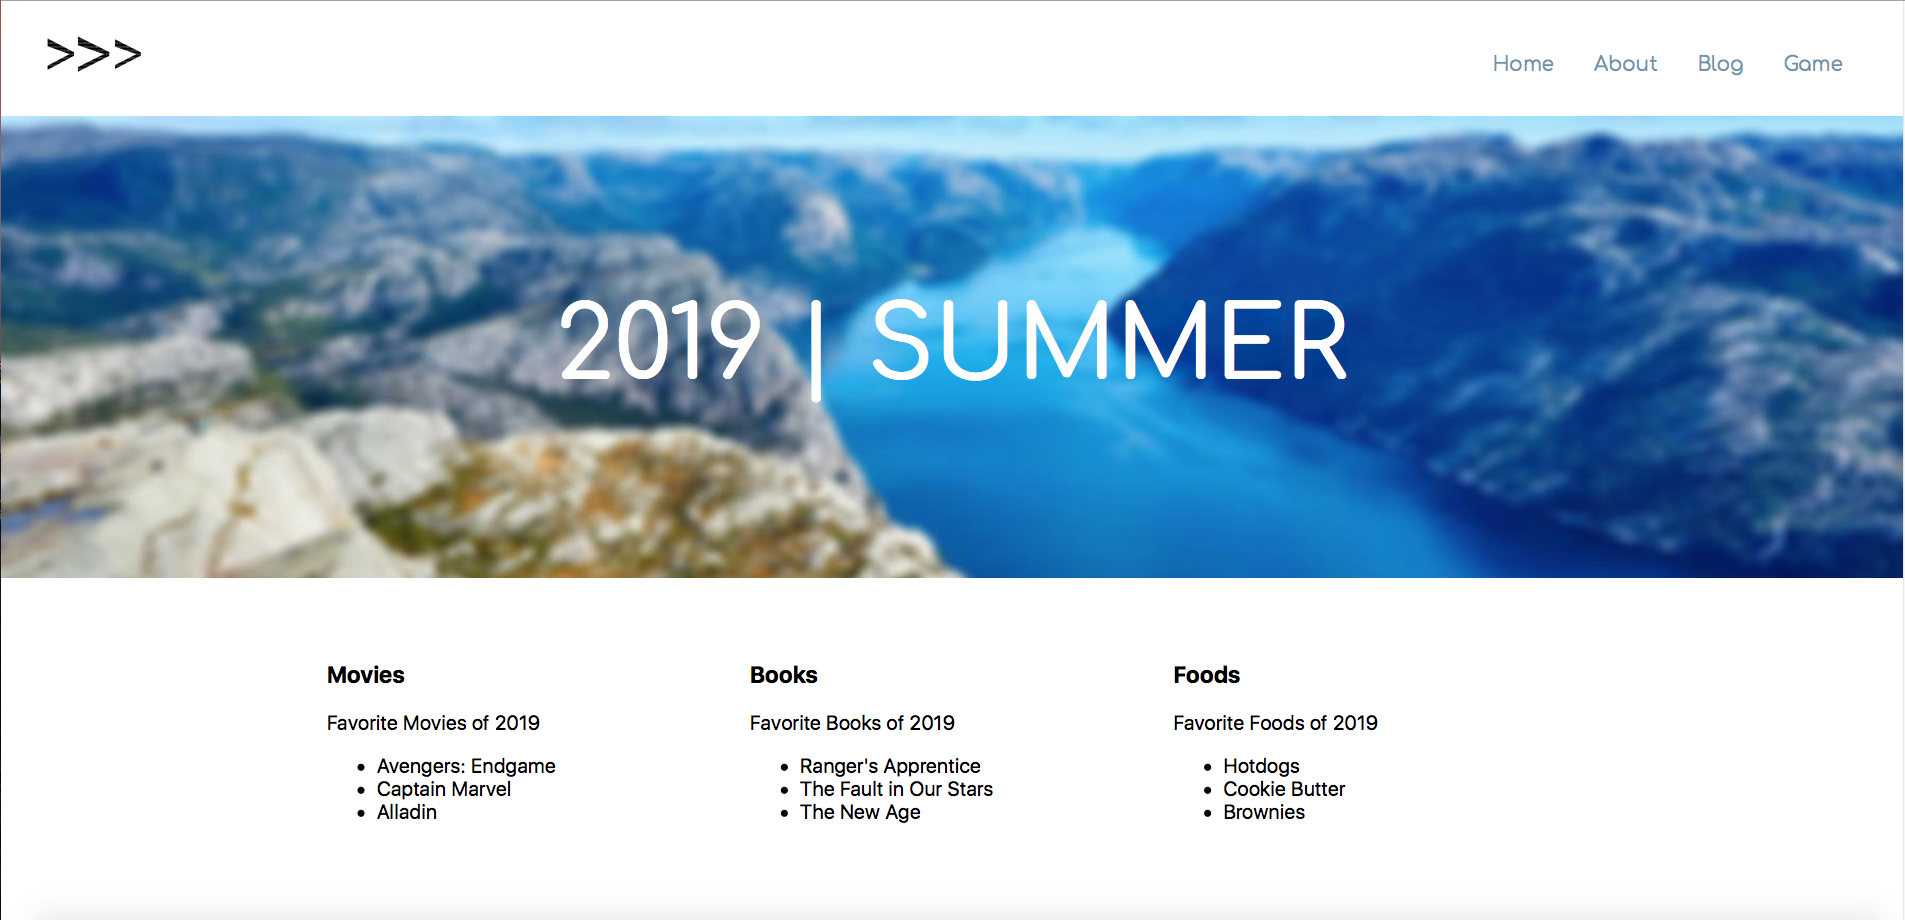 >>>
Home About Blog Game
2019 | SUMMER
Movies
Favorite Movies of 2019
Avengers: Endgame
Captain Marvel
Alladin
Books
Favorite Books of 2019
Ranger's Apprentice
The Fault in Our Stars
The New Age
Foods
Favorite Foods of 2019
Hotdogs
Cookie Butter
Brownies